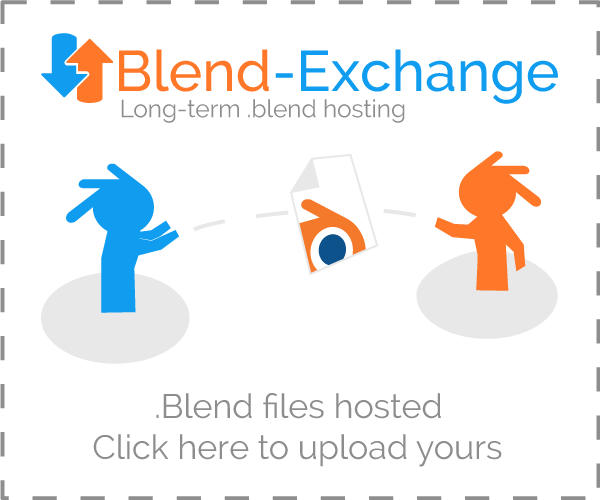 Blend-Exchange
Long-term .blend hosting
.Blend files hosted
Click here to upload yours